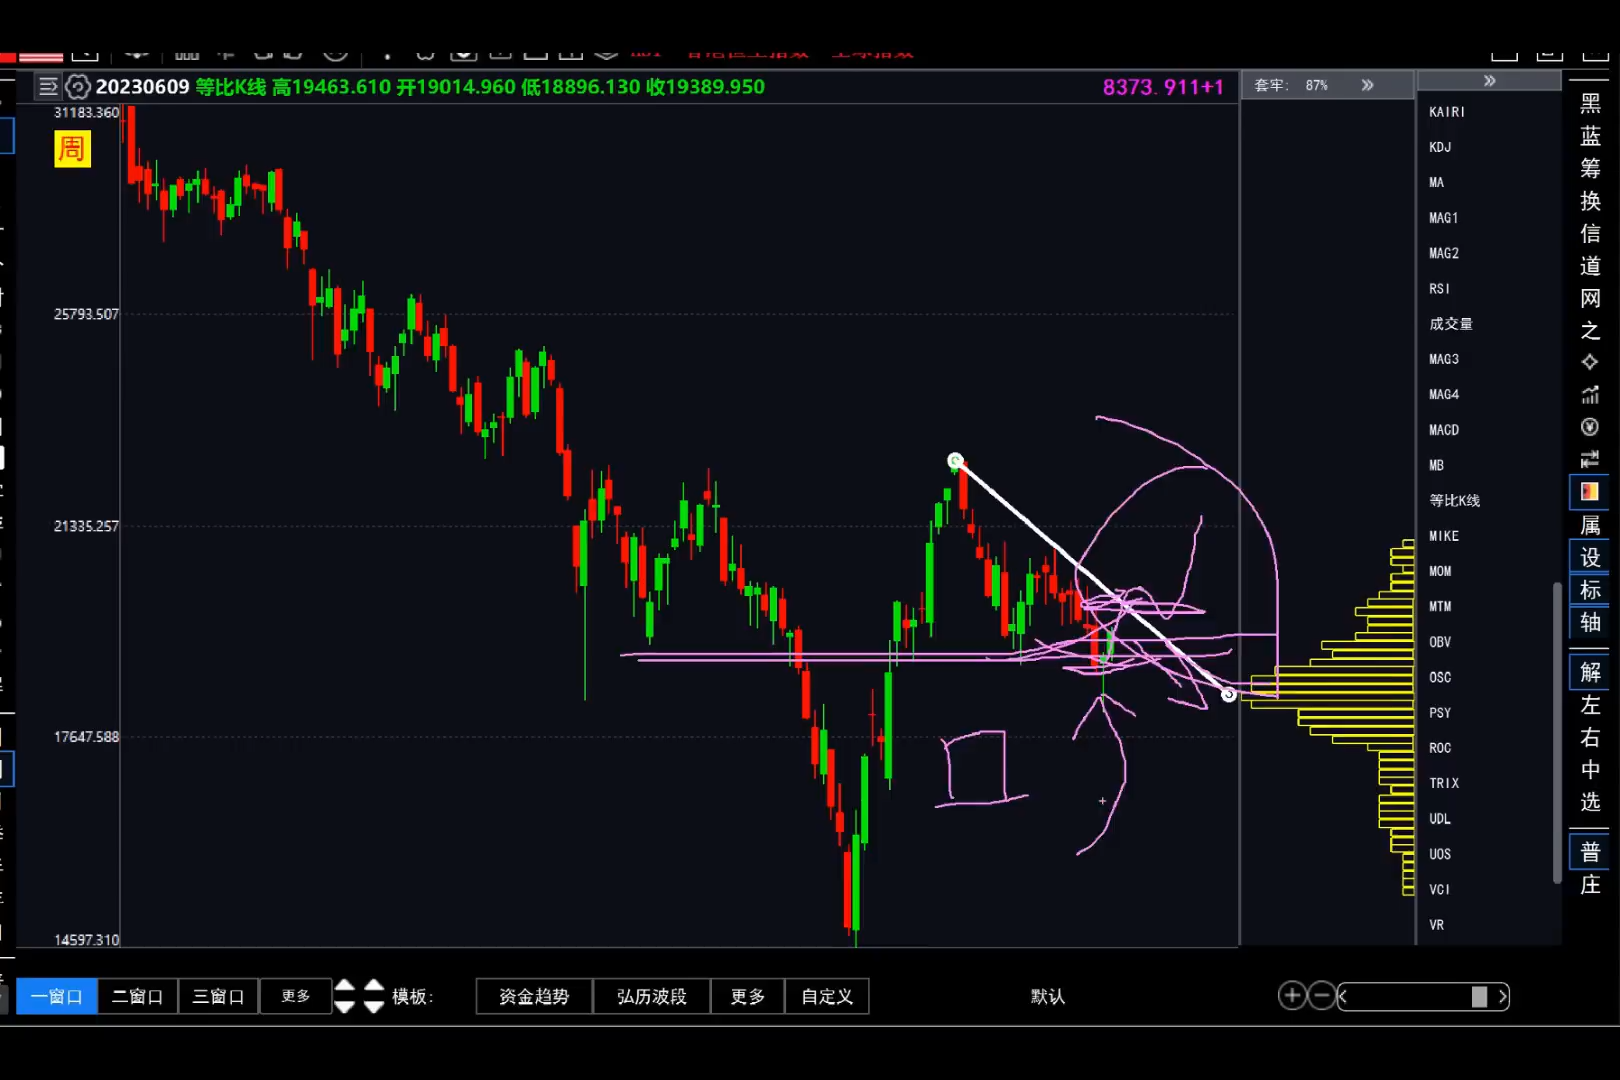 20230609 等比K线 高19463.610 开19014.960 低18896.130 收19389.950
8373.911+1
套牢: 87% »
»
31183.360
周
25793.507
21335.257
17647.588
14597.310
KAIRI
KDJ
MA
MAG1
MAG2
RSI
成交量
MAG3
MAG4
MACD
MB
等比K线
MIKE
MOM
MTM
OBV
OSC
PSY
ROC
TRIX
UDL
UOS
VCI
VR
黑
蓝
筹
换
信
道
网
之
属
设
标
轴
解
左
右
中
选
普
庄
一窗口 二窗口 三窗口 更多 模板: 资金趋势 弘历波段 更多 自定义 默认